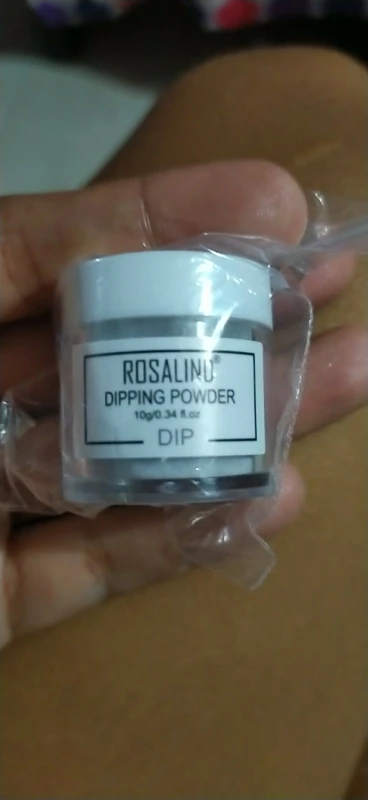 ROSALIND®
DIPPING POWDER
10g/0.34 fl.oz
DIP